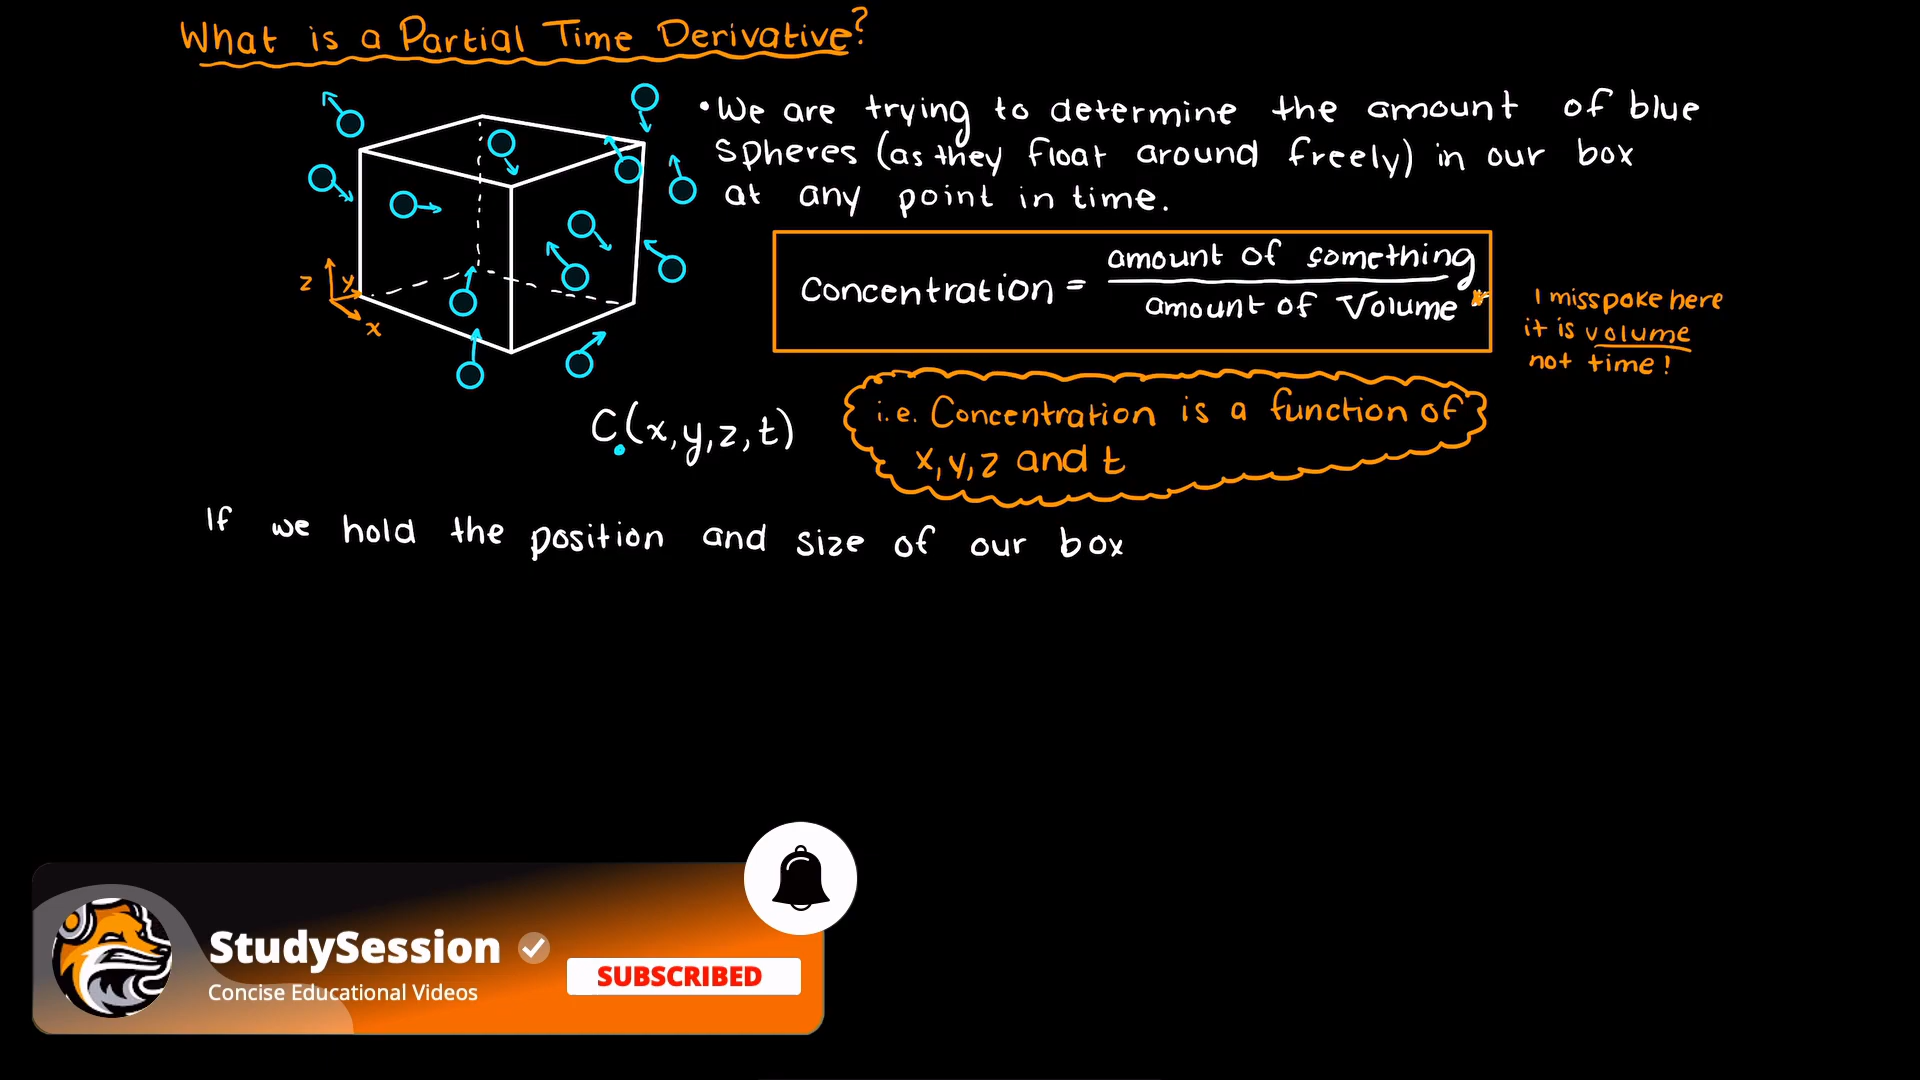 What is a Partial Time Derivative?
•We are trying to determine the amount of blue
spheres (as they float around freely) in our box
at any point in time.
Concentration = amount of something
amount of Volume *
I misspoke here
it is volume
not time!
z
y
x
C.(x,y,z,t)
i.e. Concentration is a function of
x,y,z and t
If we hold the position and size of our box
StudySession
Concise Educational Videos
SUBSCRIBED